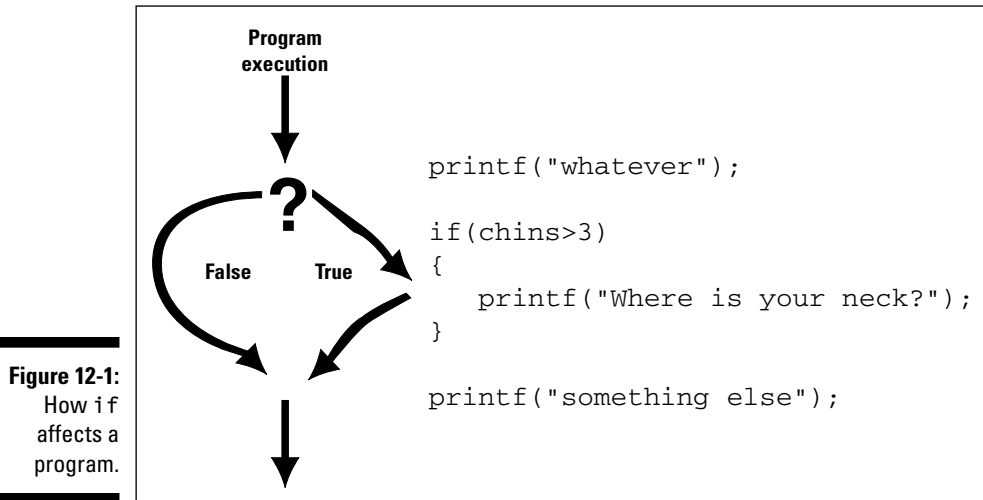 Program
execution
?
False
True
printf("whatever");
if(chins>3)
{
printf("Where is your neck?");
}
printf("something else");
Figure 12-1:
How if
affects a
program.